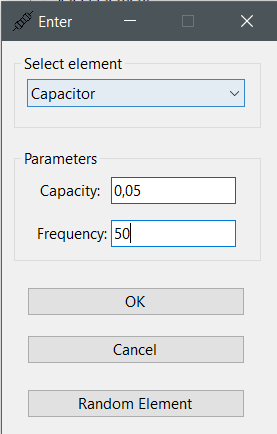 Enter
Select element
Capacitor
Parameters
Capacity: 0,05
Frequency: 50
OK
Cancel
Random Element